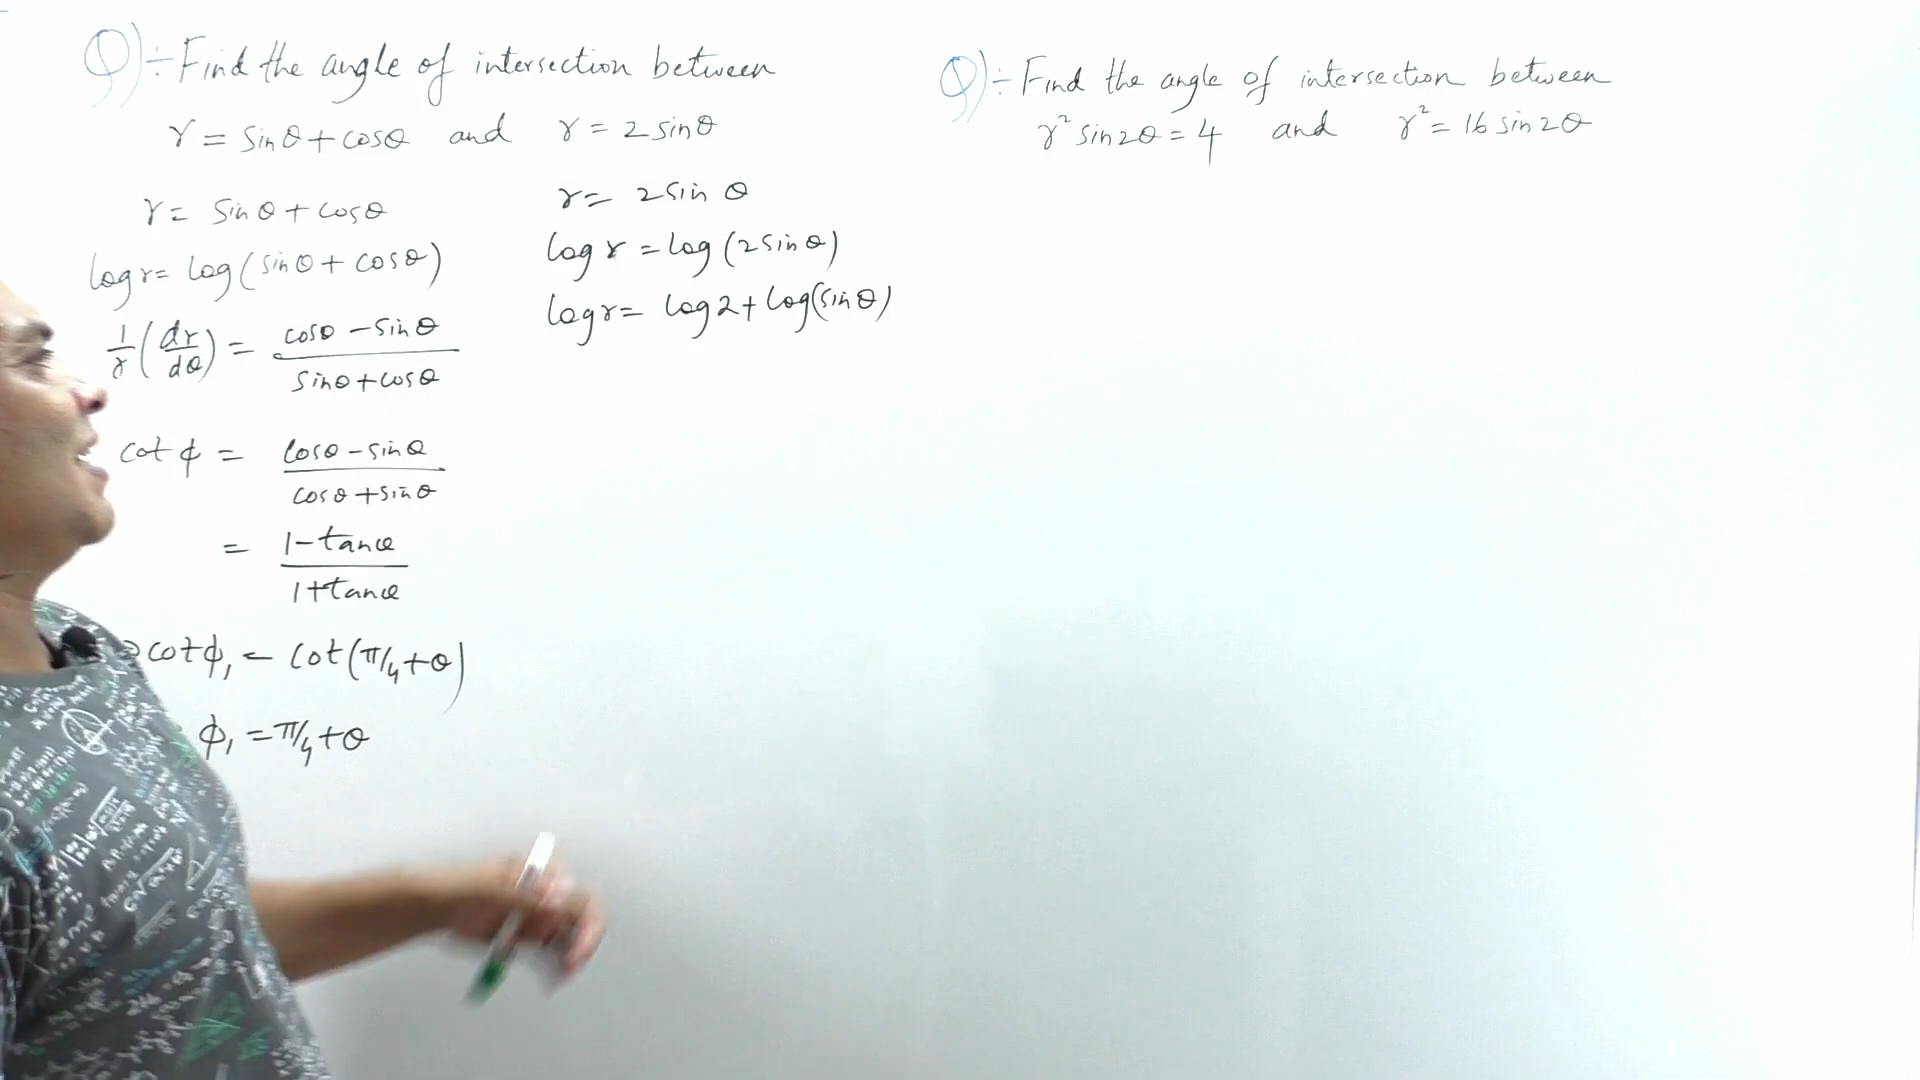 Q) ÷ Find the angle of intersection between
r = sinθ + cosθ and r = 2 sinθ
r = sinθ + cosθ
log r = log(sinθ + cosθ)
1/r (dr/dθ) = (cosθ - sinθ)/(sinθ + cosθ)
cot φ = (cosθ - sinθ)/(cosθ + sinθ)
= (1 - tanθ)/(1 + tanθ)
cot φ₁ = cot(π/4 + θ)
φ₁ = π/4 + θ
r = 2 sin θ
log r = log (2 sin θ)
log r = log 2 + log(sin θ)
Q) ÷ Find the angle of intersection between
r² sin2θ = 4 and r² = 16 sin2θ